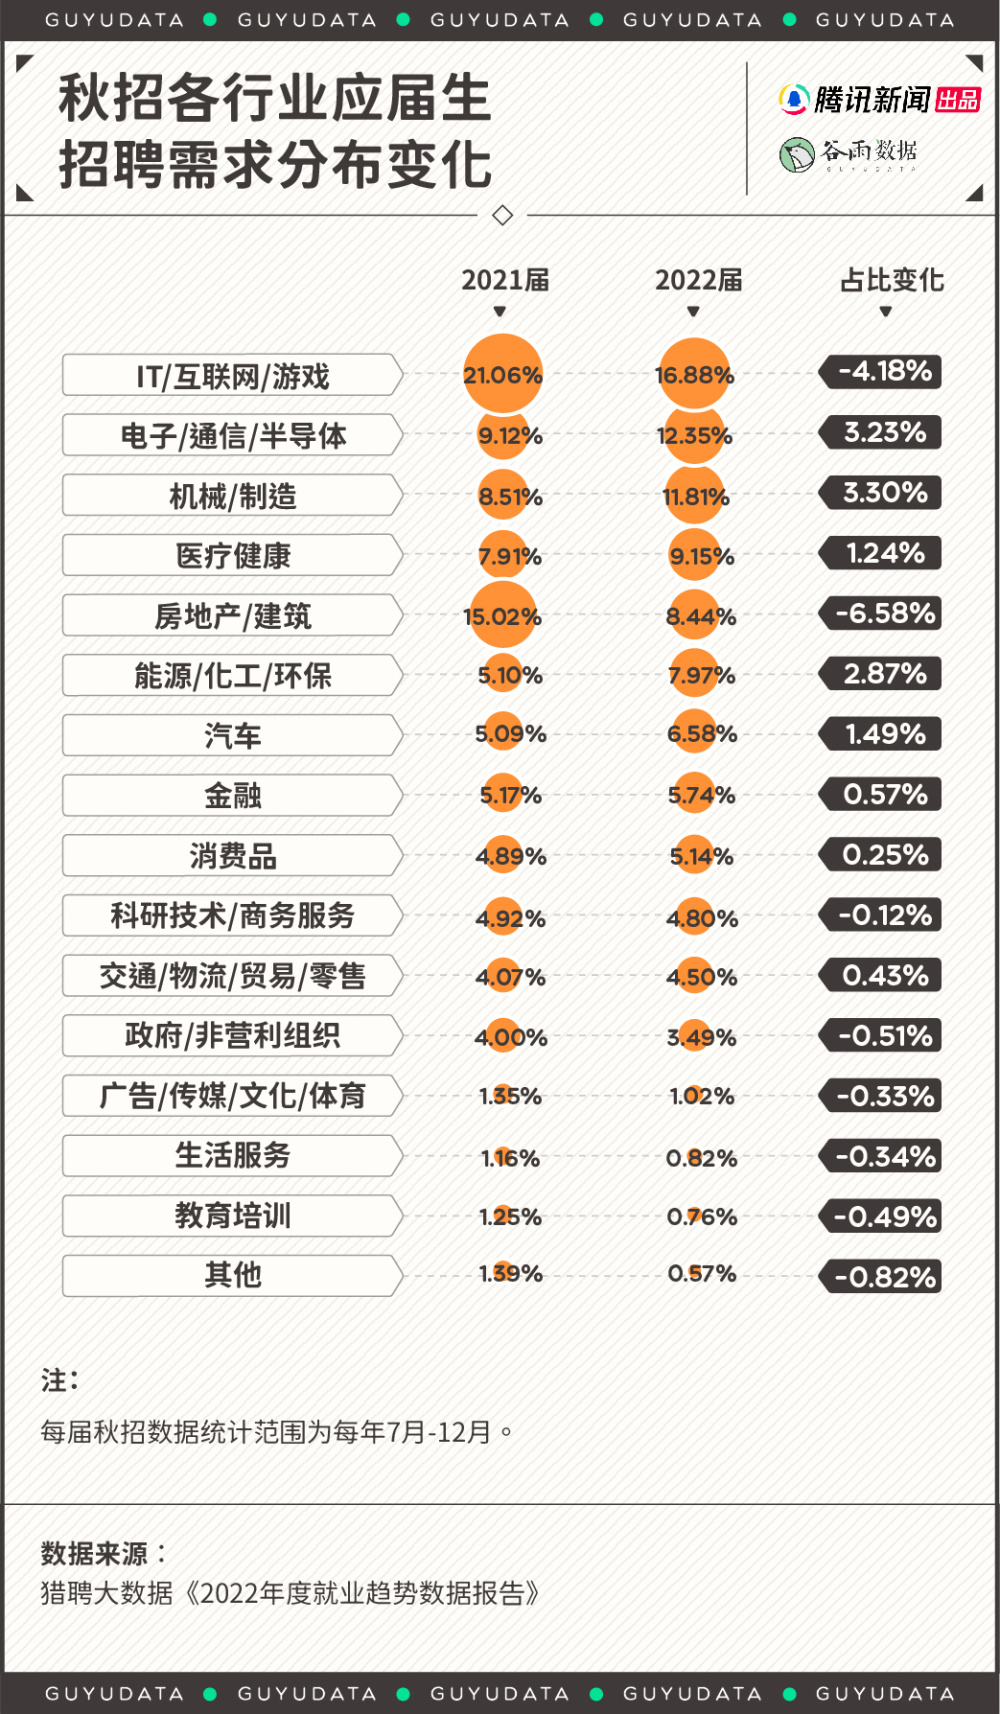 GUYUDATA GUYUDATA GUYUDATA GUYUDATA GUYUDATA
秋招各行业应届生
招聘需求分布变化
腾讯新闻 出品
谷雨数据
GUYUDATA
2021届 2022届 占比变化
IT/互联网/游戏 21.06% 16.88% -4.18%
电子/通信/半导体 9.12% 12.35% 3.23%
机械/制造 8.51% 11.81% 3.30%
医疗健康 7.91% 9.15% 1.24%
房地产/建筑 15.02% 8.44% -6.58%
能源/化工/环保 5.10% 7.97% 2.87%
汽车 5.09% 6.58% 1.49%
金融 5.17% 5.74% 0.57%
消费品 4.89% 5.14% 0.25%
科研技术/商务服务 4.92% 4.80% -0.12%
交通/物流/贸易/零售 4.07% 4.50% 0.43%
政府/非营利组织 4.00% 3.49% -0.51%
广告/传媒/文化/体育 1.35% 1.02% -0.33%
生活服务 1.16% 0.82% -0.34%
教育培训 1.25% 0.76% -0.49%
其他 1.39% 0.57% -0.82%
注：
每届秋招数据统计范围为每年7月-12月。
数据来源：
猎聘大数据《2022年度就业趋势数据报告》
GUYUDATA GUYUDATA GUYUDATA GUYUDATA GUYUDATA